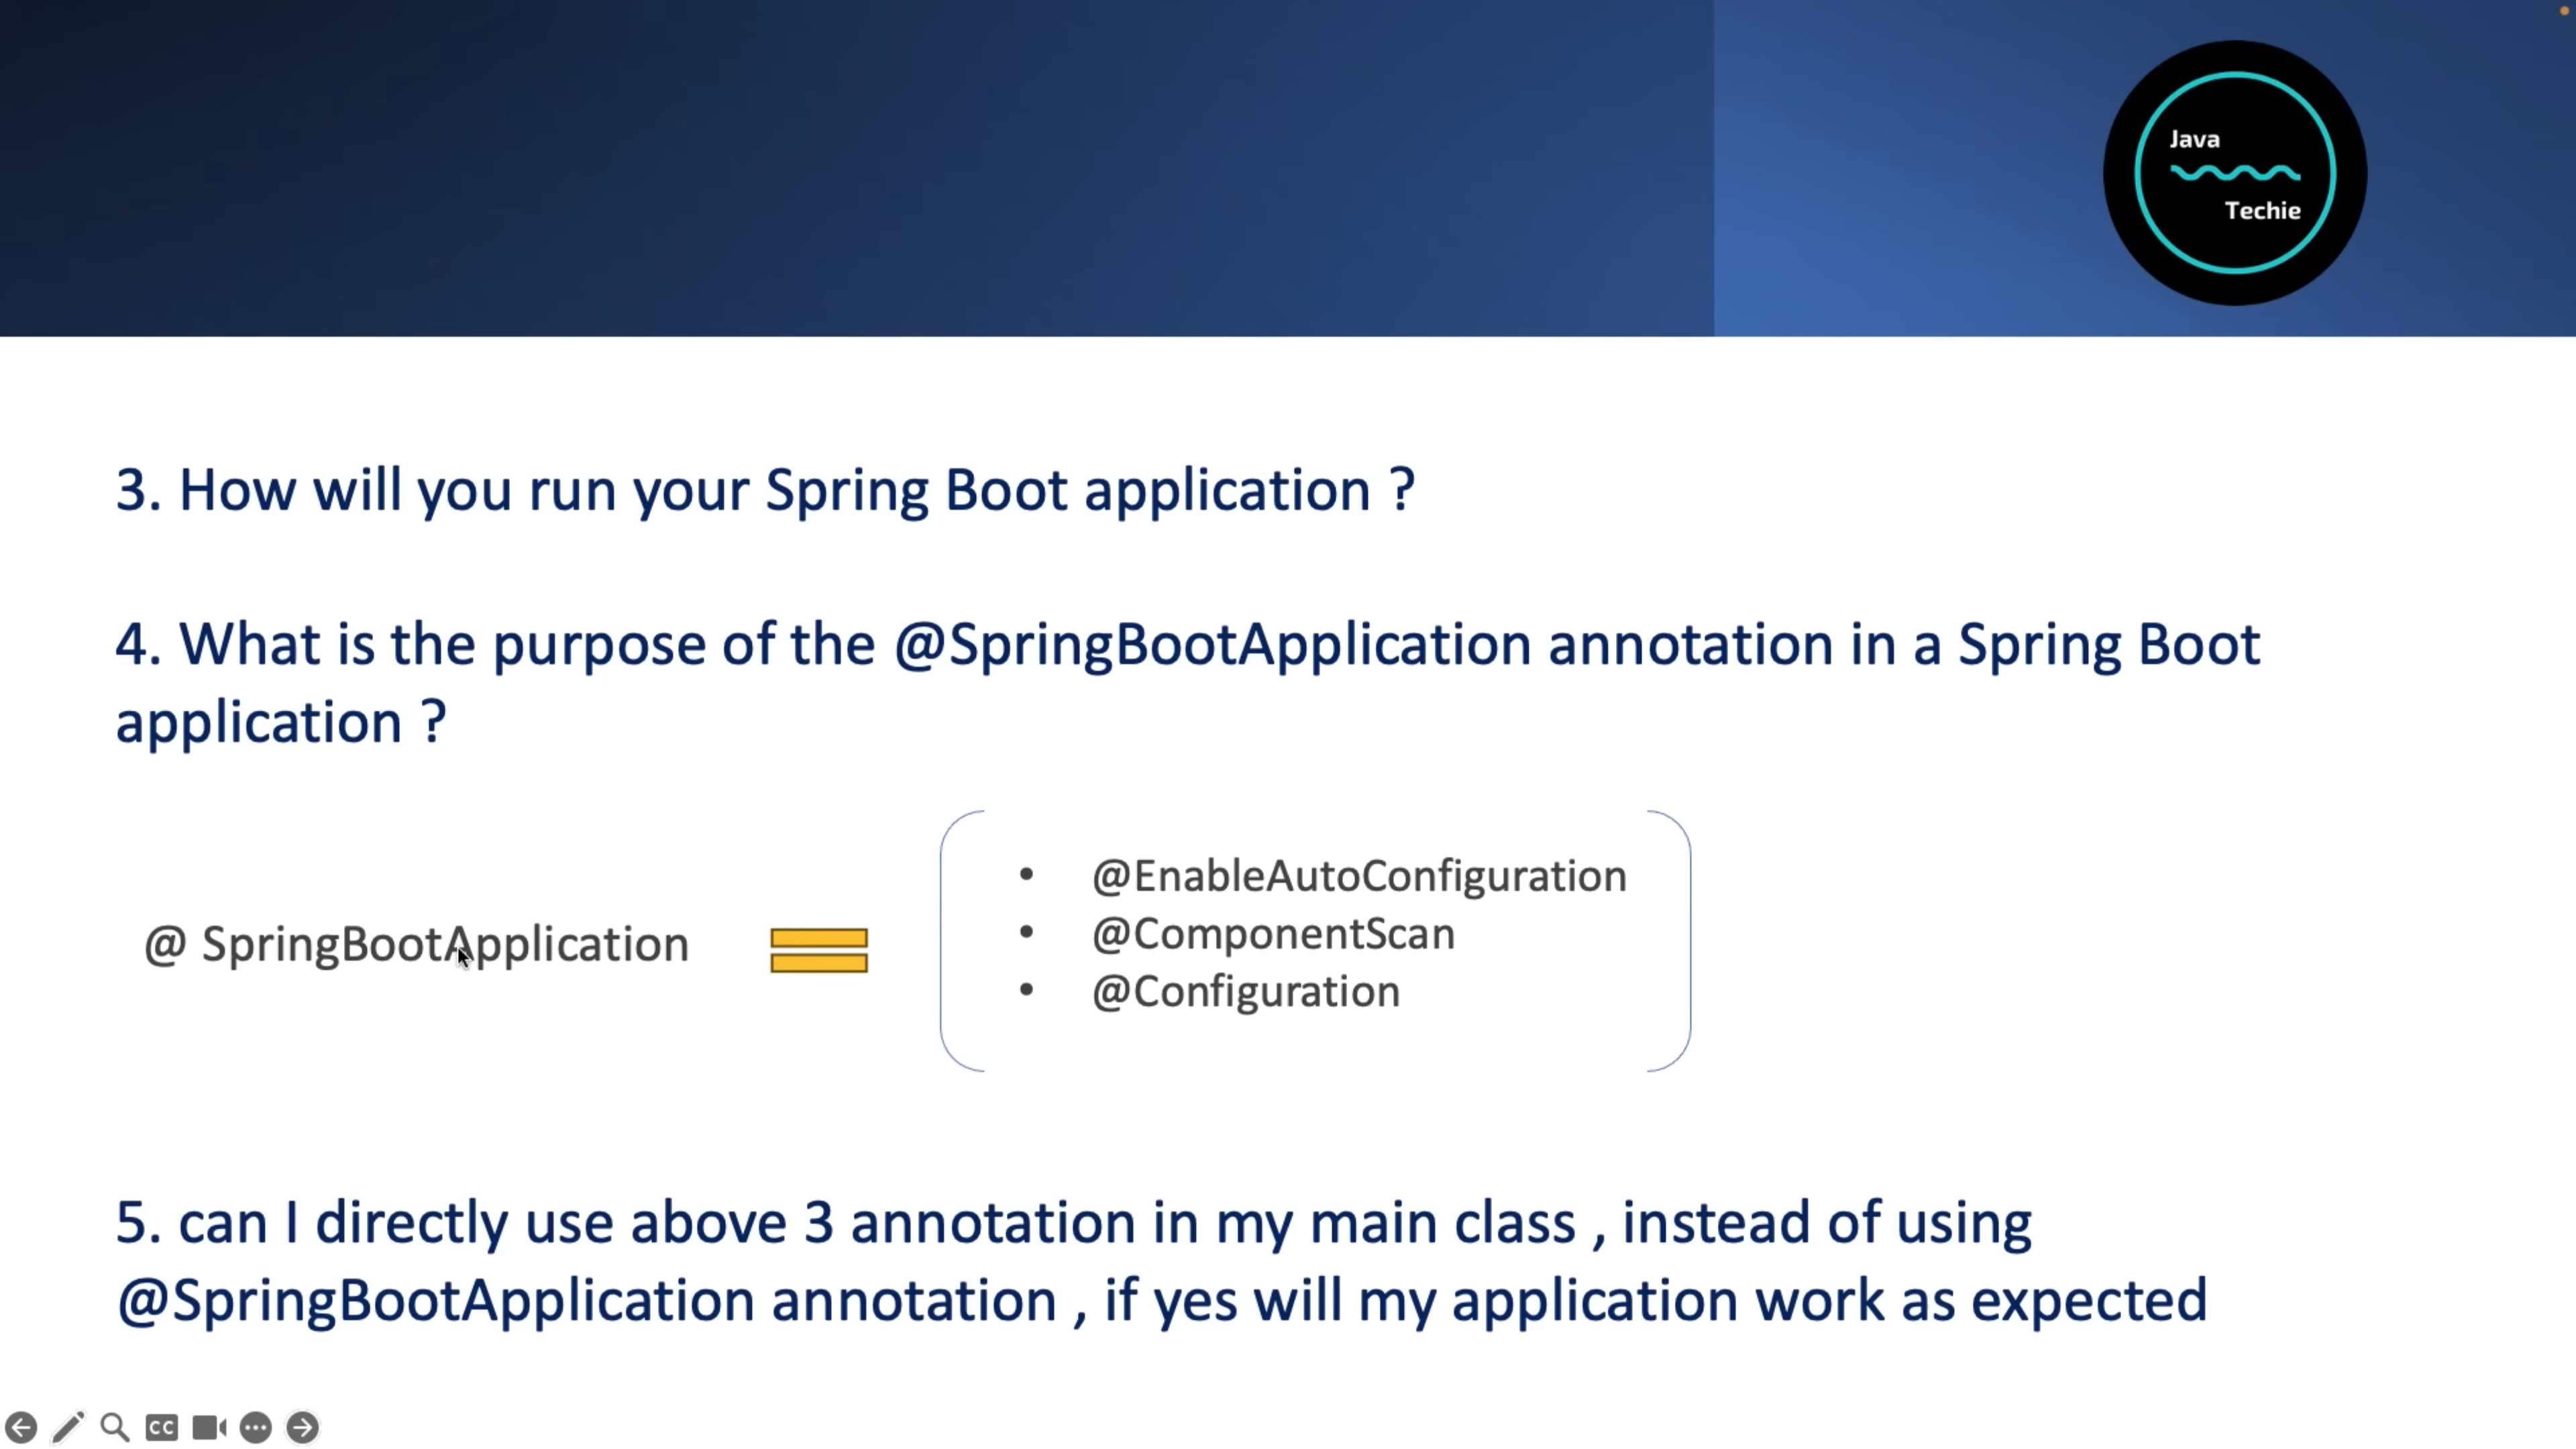 Java
Techie
3. How will you run your Spring Boot application ?
4. What is the purpose of the @SpringBootApplication annotation in a Spring Boot
application ?
@ SpringBootApplication
• @EnableAutoConfiguration
• @ComponentScan
• @Configuration
5. can I directly use above 3 annotation in my main class , instead of using
@SpringBootApplication annotation , if yes will my application work as expected
CC